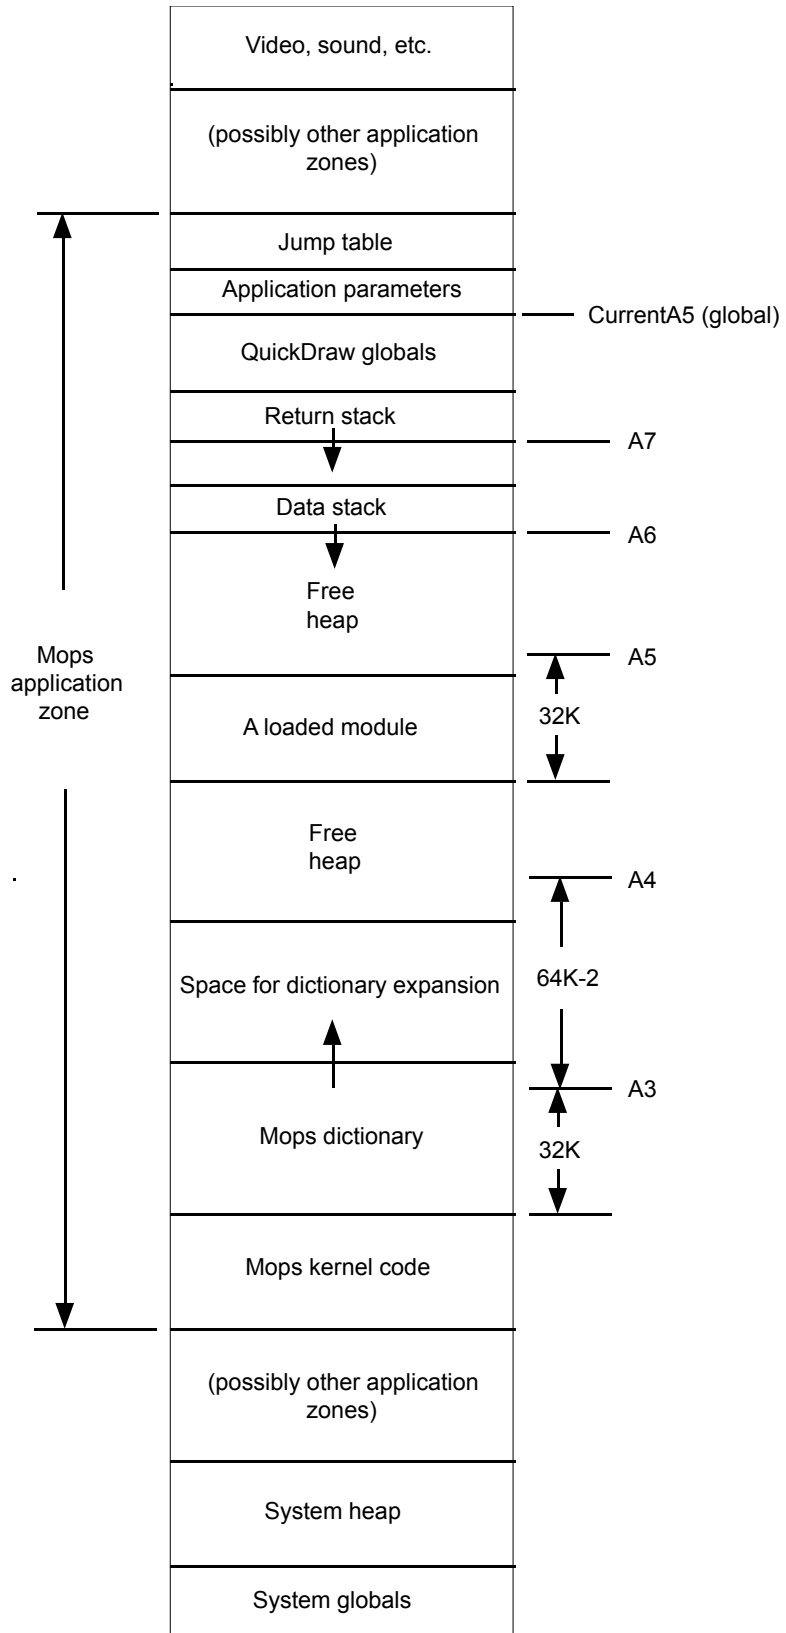 Video, sound, etc.
(possibly other application
zones)
Jump table
Application parameters
CurrentA5 (global)
QuickDraw globals
Return stack
A7
Data stack
A6
Free
heap
A5
Mops
application
zone
32K
A loaded module
Free
heap
A4
Space for dictionary expansion
64K-2
A3
Mops dictionary
32K
Mops kernel code
(possibly other application
zones)
System heap
System globals